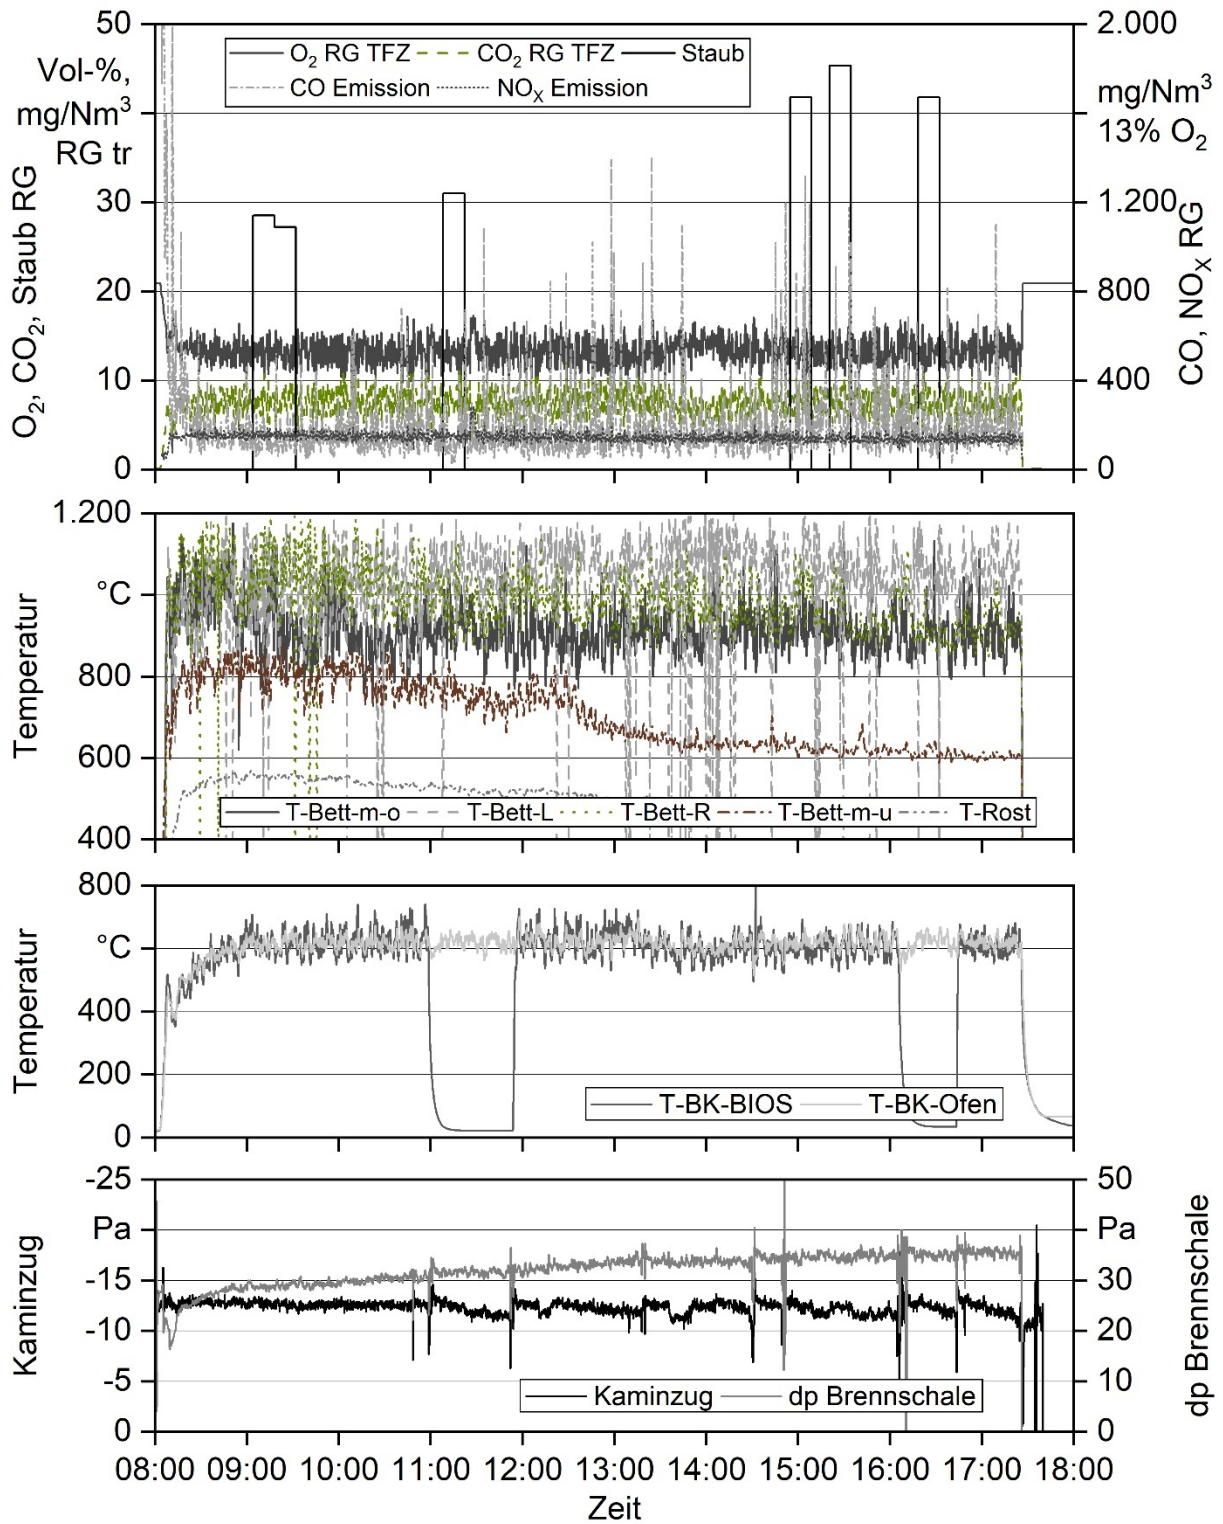 50
2.000
O2 RG TFZ
CO2 RG TFZ
Staub
CO Emission
NOX Emission
Vol-%,
mg/Nm3
RG tr
mg/Nm3
13% O2
30
1.200
20
800
10
400
0
0
O2, CO2, Staub RG
CO, NOX RG
1.200
°C
800
600
400
Temperatur
T-Bett-m-o
T-Bett-L
T-Bett-R
T-Bett-m-u
T-Rost
800
°C
400
200
0
Temperatur
T-BK-BIOS
T-BK-Ofen
-25
50
Pa
Pa
-15
30
-10
20
-5
10
0
0
Kaminzug
dp Brennschale
Kaminzug
dp Brennschale
08:00 09:00 10:00 11:00 12:00 13:00 14:00 15:00 16:00 17:00 18:00
Zeit